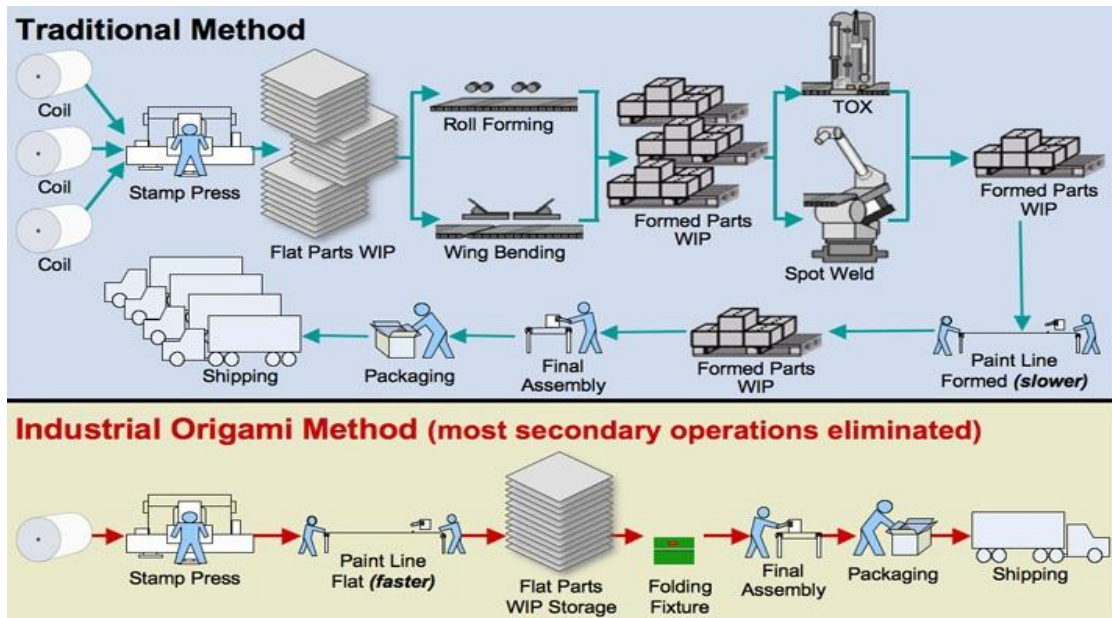 Traditional Method
Coil
Coil
Coil
Stamp Press
Flat Parts WIP
Roll Forming
Wing Bending
Formed Parts
WIP
TOX
Spot Weld
Formed Parts
WIP
Paint Line
Formed (slower)
Formed Parts
WIP
Final
Assembly
Packaging
Shipping
Industrial Origami Method (most secondary operations eliminated)
Stamp Press
Paint Line
Flat (faster)
Flat Parts
WIP Storage
Folding
Fixture
Final
Assembly
Packaging
Shipping